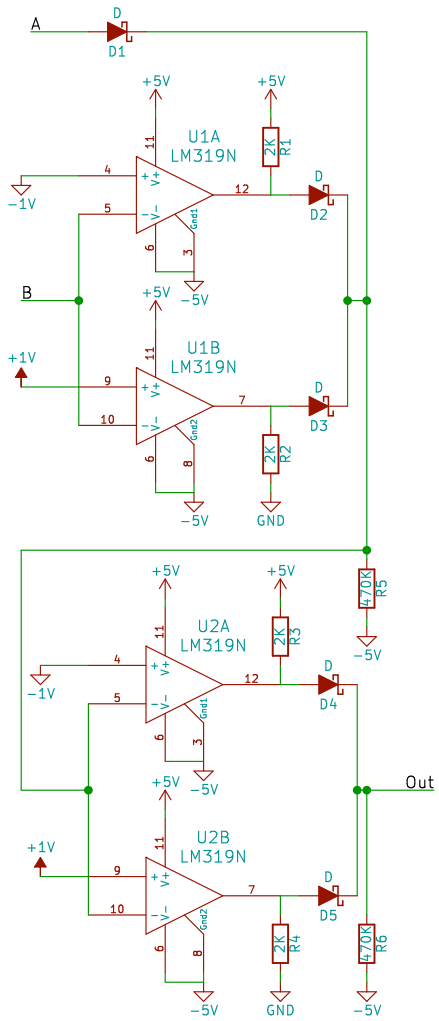 A
D
D1
+5V
+5V
11
U1A
LM319N
2K
R1
4
+
V+
12
D
-1V
5
-
V-
Gnd1
D2
6
3
-5V
B
+5V
11
U1B
LM319N
+1V
9
+
V+
7
D
10
-
V-
Gnd2
D3
6
8
2K
R2
-5V
GND
470K
R5
-5V
+5V
+5V
11
U2A
LM319N
2K
R3
4
+
V+
12
D
-1V
5
-
V-
Gnd1
D4
6
3
-5V
Out
+5V
11
U2B
LM319N
+1V
9
+
V+
7
D
10
-
V-
Gnd2
D5
6
8
2K
R4
470K
R6
-5V
GND
-5V